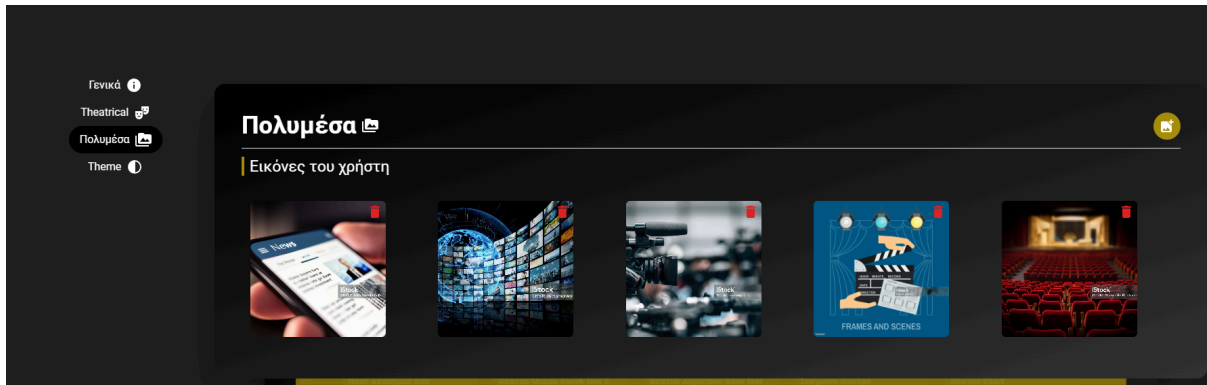 Γενικά
Theatrical
Πολυμέσα
Theme
Πολυμέσα
Εικόνες του χρήστη
News
iStock
iStock
iStock
FRAMES AND SCENES
iStock